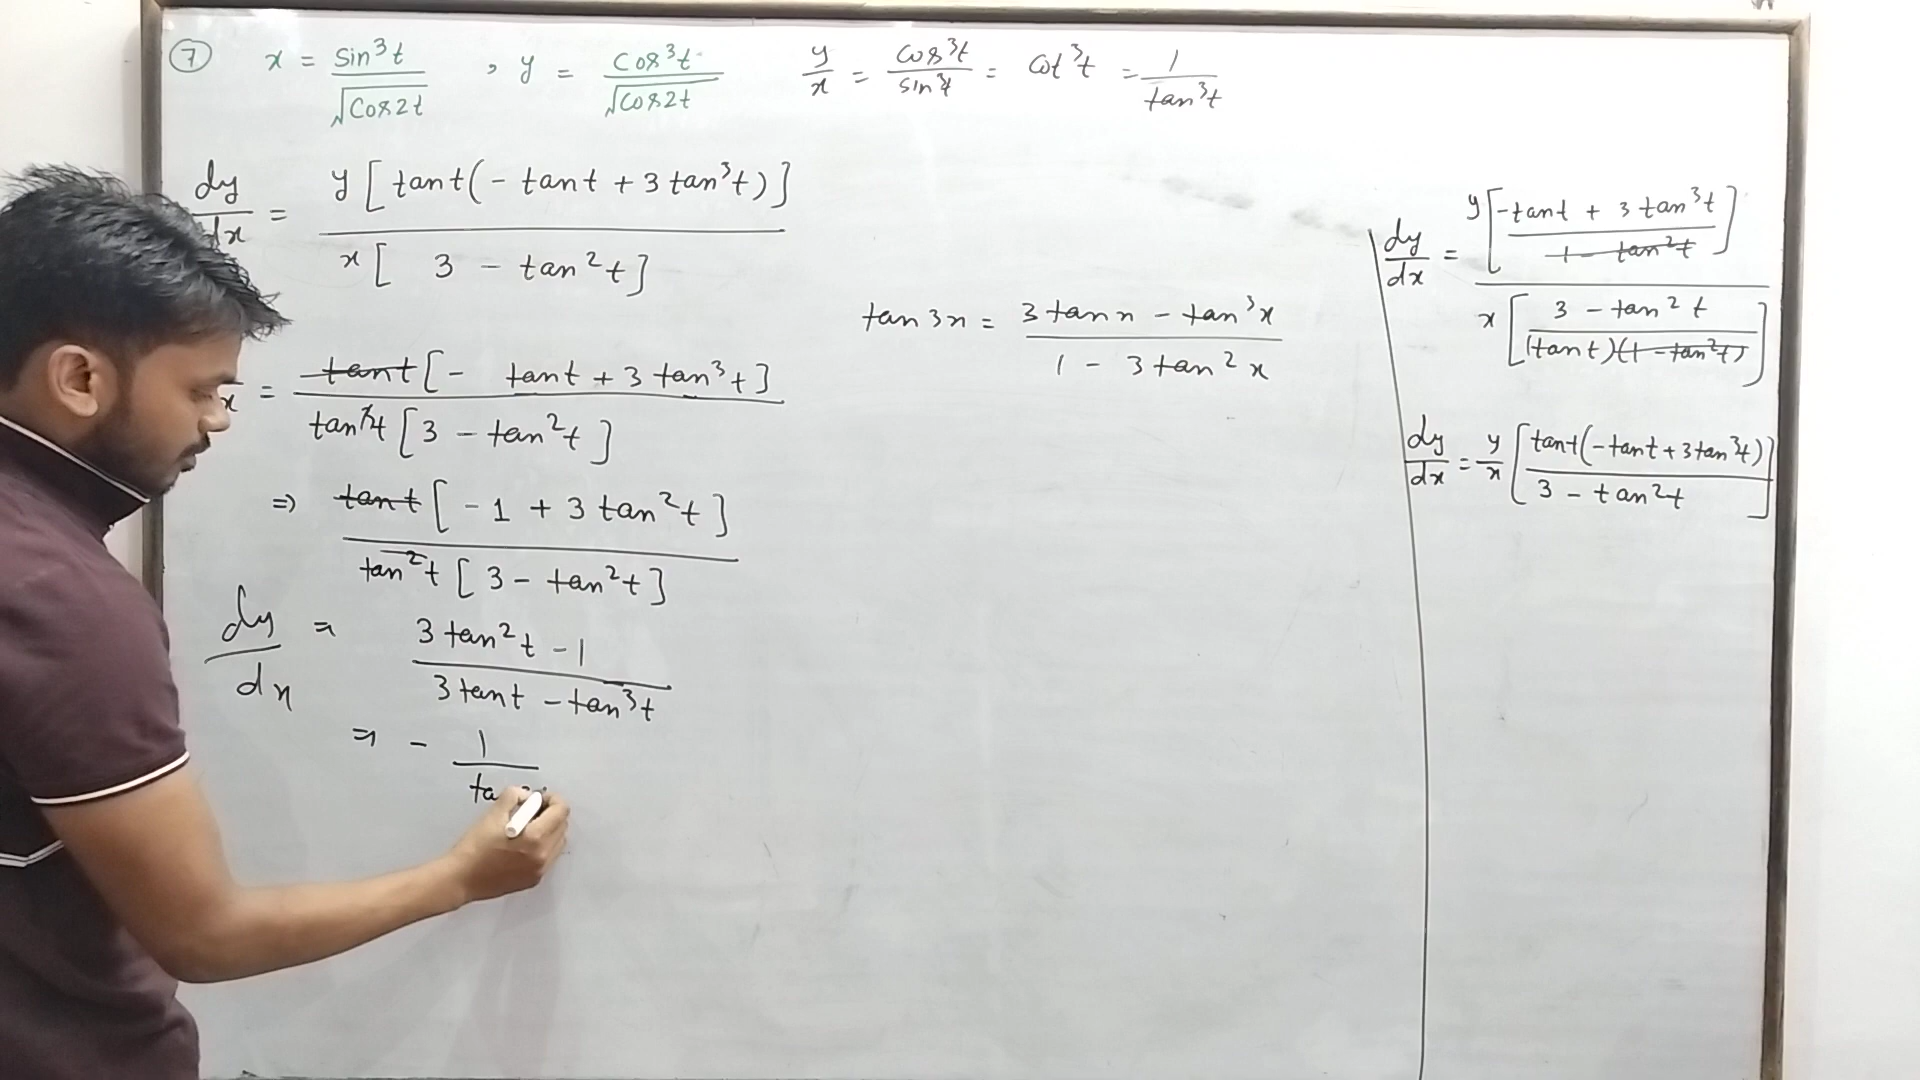 ⑦ x = sin³t / √cos2t , y = cos³t / √cos2t y/x = cos³t / sin³t = cot³t = 1 / tan³t
dy/dx = y[tant(-tant + 3tan³t)] / x[3 - tan²t]
= tant[- tant + 3tan³t] / tan³t[3 - tan²t]
⇒ tant[-1 + 3tan²t] / tan²t[3 - tan²t]
dy/dx = 3tan²t - 1 / 3tant - tan³t
= - 1 / ta
tan3x = 3tanx - tan³x / 1 - 3tan²x
dy/dx = y[-tant + 3tan³t / 1 - tan²t] / x[3 - tan²t / (tant)(1 - tan²t)]
dy/dx = y/x [tant(-tant + 3tan³t) / 3 - tan²t]